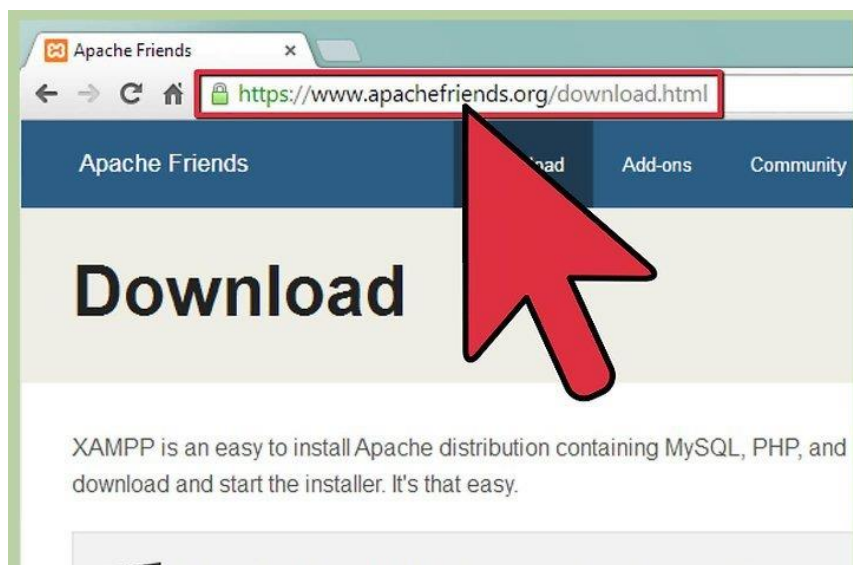 Apache Friends
https://www.apachefriends.org/download.html
Apache Friends
Add-ons
Community
Download
XAMPP is an easy to install Apache distribution containing MySQL, PHP, and
download and start the installer. It's that easy.